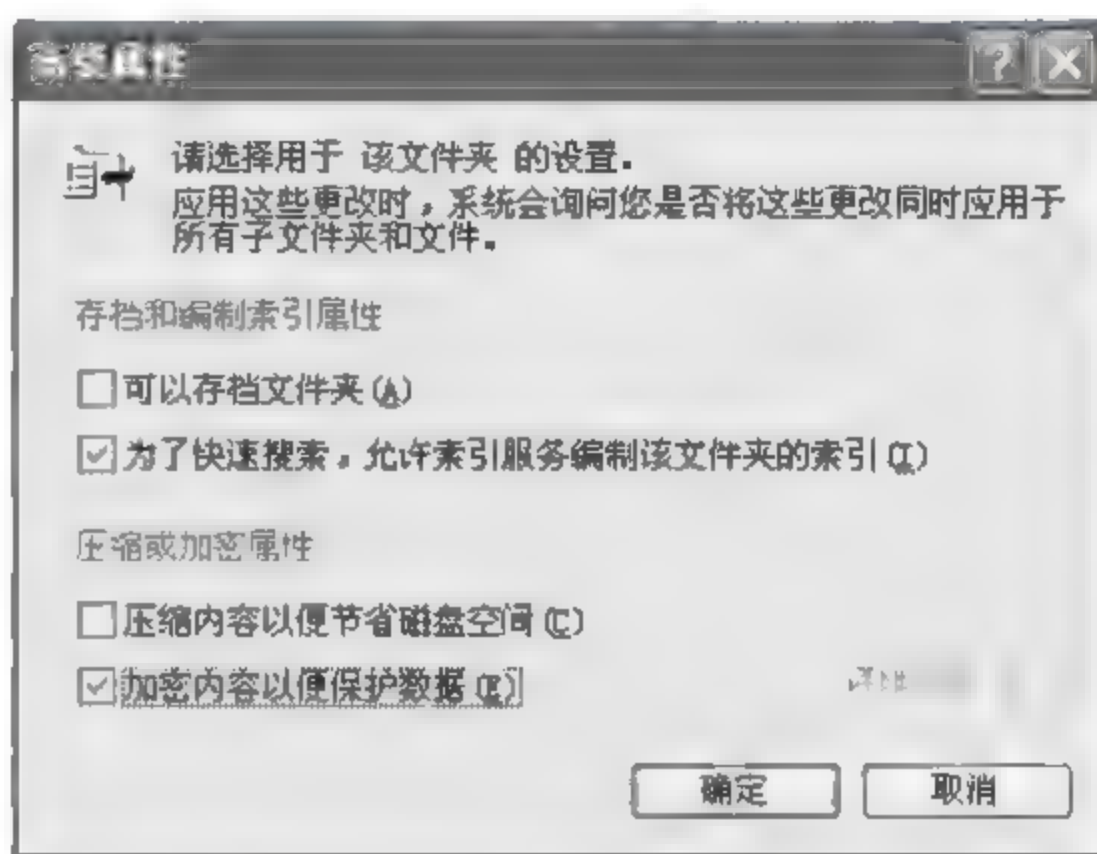 高级属性
请选择用于 该文件夹 的设置。
应用这些更改时，系统会询问您是否将这些更改同时应用于
所有子文件夹和文件。
存档和编制索引属性
可以存档文件夹(A)
为了快速搜索，允许索引服务编制该文件夹的索引(I)
压缩或加密属性
压缩内容以便节省磁盘空间(C)
加密内容以便保护数据(E)
确定 取消